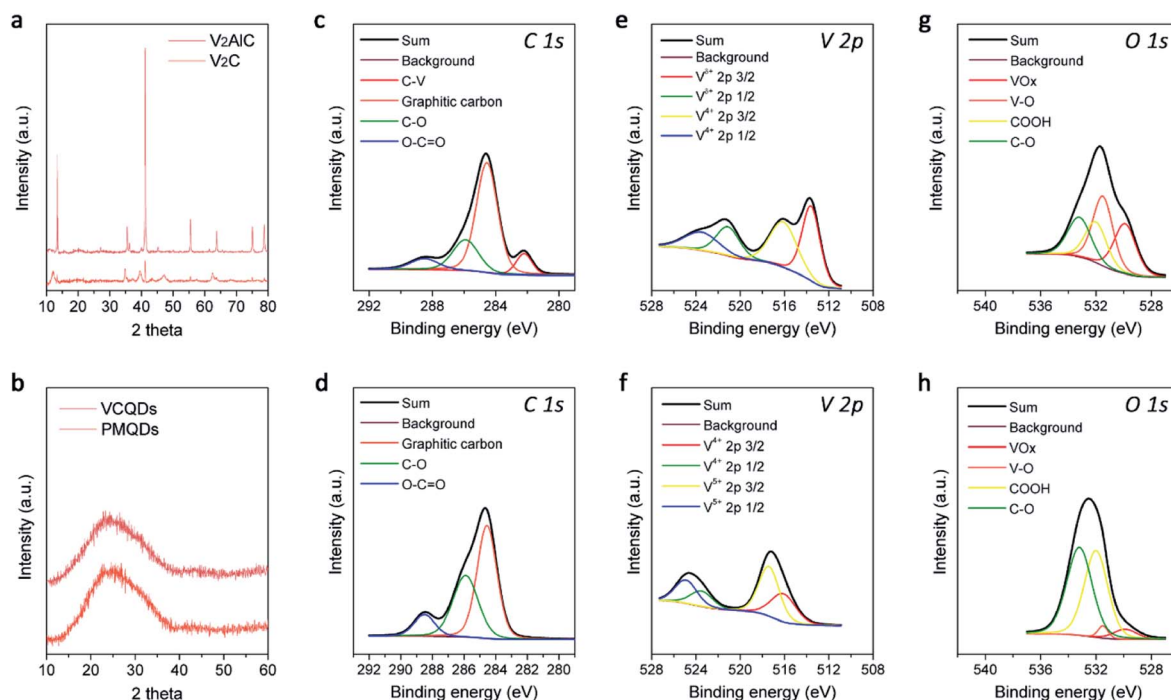 a
V₂AlC
V₂C
Intensity (a.u.)
10 20 30 40 50 60 70 80
2 theta
c
C 1s
Sum
Background
C-V
Graphitic carbon
C-O
O-C=O
Intensity (a.u.)
292 290 288 286 284 282 280
Binding energy (eV)
e
V 2p
Sum
Background
V^δ+ 2p 3/2
V^δ+ 2p 1/2
V⁴⁺ 2p 3/2
V⁴⁺ 2p 1/2
Intensity (a.u.)
528 524 520 516 512 508
Binding energy (eV)
g
O 1s
Sum
Background
VOx
V-O
COOH
C-O
Intensity (a.u.)
540 536 532 528
Binding energy (eV)
b
VCQDs
PMQDs
Intensity (a.u.)
10 20 30 40 50 60
2 theta
d
C 1s
Sum
Background
Graphitic carbon
C-O
O-C=O
Intensity (a.u.)
292 290 288 286 284 282 280
Binding energy (eV)
f
V 2p
Sum
Background
V⁴⁺ 2p 3/2
V⁴⁺ 2p 1/2
V⁵⁺ 2p 3/2
V⁵⁺ 2p 1/2
Intensity (a.u.)
528 524 520 516 512 508
Binding energy (eV)
h
O 1s
Sum
Background
VOx
V-O
COOH
C-O
Intensity (a.u.)
540 536 532 528
Binding energy (eV)